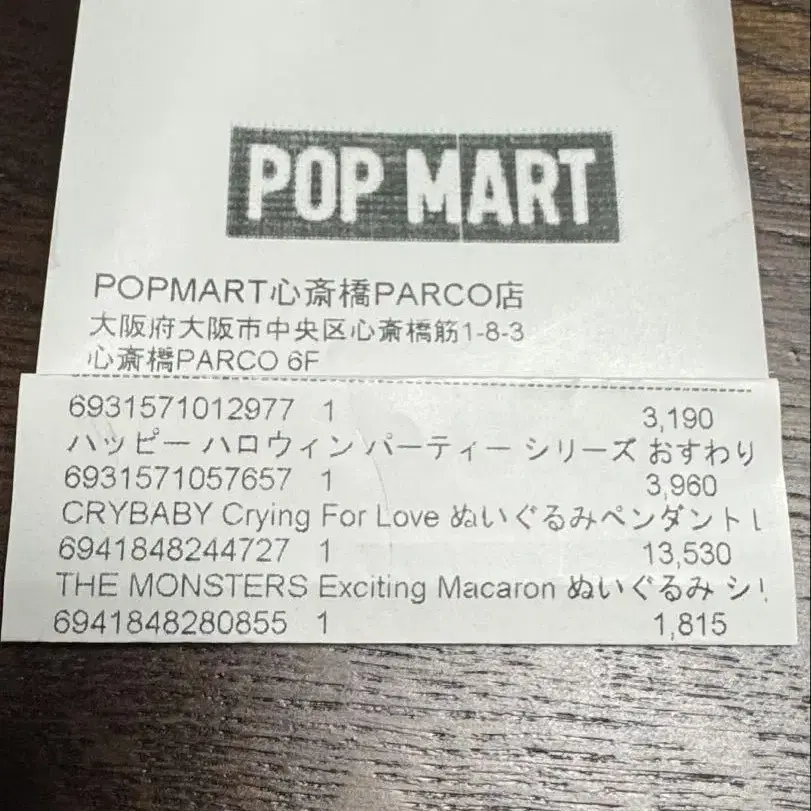 POP MART
POPMART心斎橋PARCO店
大阪府大阪市中央区心斎橋筋1-8-3
心斎橋PARCO 6F
6931571012977 1 3,190
ハッピー ハロウィン パーティー シリーズ おすわり
6931571057657 1 3,960
CRYBABY Crying For Love ぬいぐるみペンダント
6941848244727 1 13,530
THE MONSTERS Exciting Macaron ぬいぐるみ シ
6941848280855 1 1,815